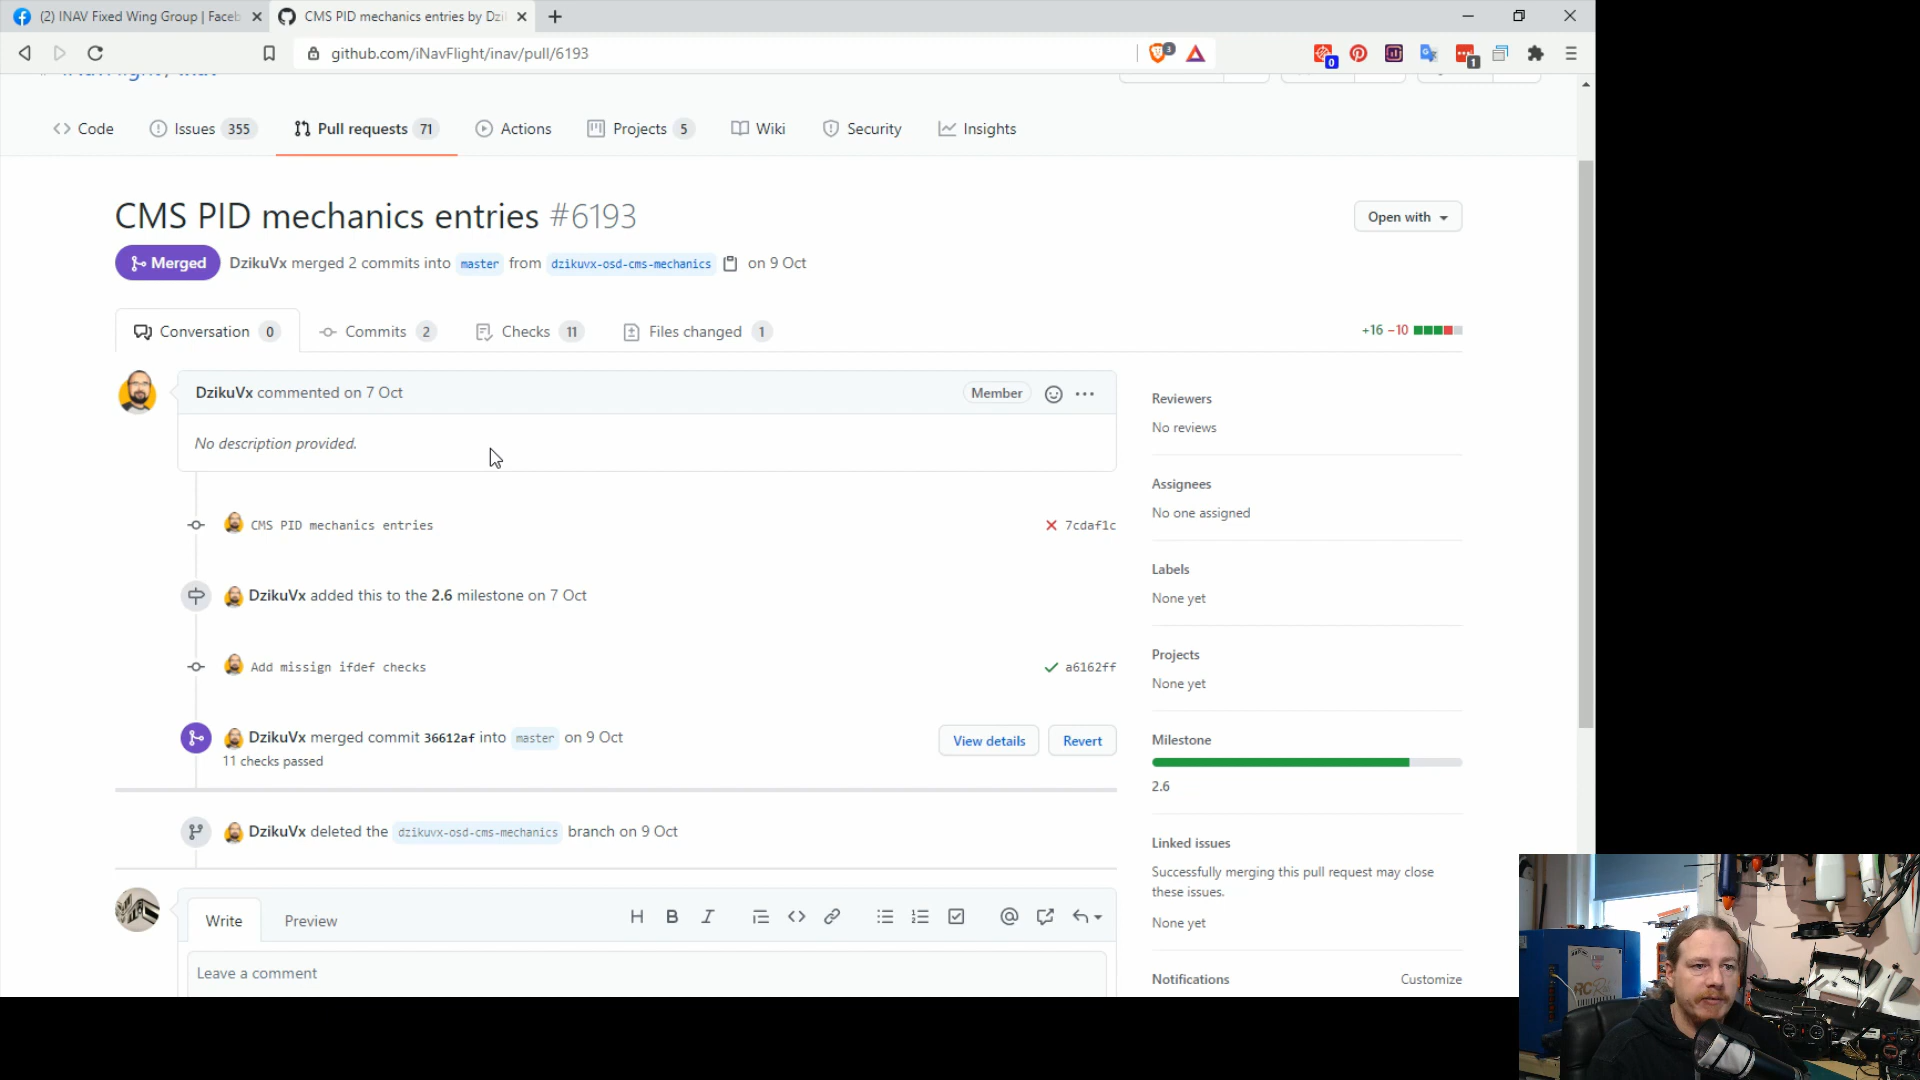 (2) INAV Fixed Wing Group | Faceb
CMS PID mechanics entries by Dzi
github.com/iNavFlight/inav/pull/6193
3
0
1
Code
Issues 355
Pull requests 71
Actions
Projects 5
Wiki
Security
Insights
CMS PID mechanics entries #6193
Open with
Merged DzikuVx merged 2 commits into master from dzikuvx-osd-cms-mechanics on 9 Oct
Conversation 0
Commits 2
Checks 11
Files changed 1
+16 −10
DzikuVx commented on 7 Oct
Member
No description provided.
CMS PID mechanics entries
7cdaf1c
DzikuVx added this to the 2.6 milestone on 7 Oct
Add missign ifdef checks
a6162ff
DzikuVx merged commit 36612af into master on 9 Oct
11 checks passed
View details
Revert
DzikuVx deleted the dzikuvx-osd-cms-mechanics branch on 9 Oct
Write
Preview
Leave a comment
Reviewers
No reviews
Assignees
No one assigned
Labels
None yet
Projects
None yet
Milestone
2.6
Linked issues
Successfully merging this pull request may close
these issues.
None yet
Notifications
Customize